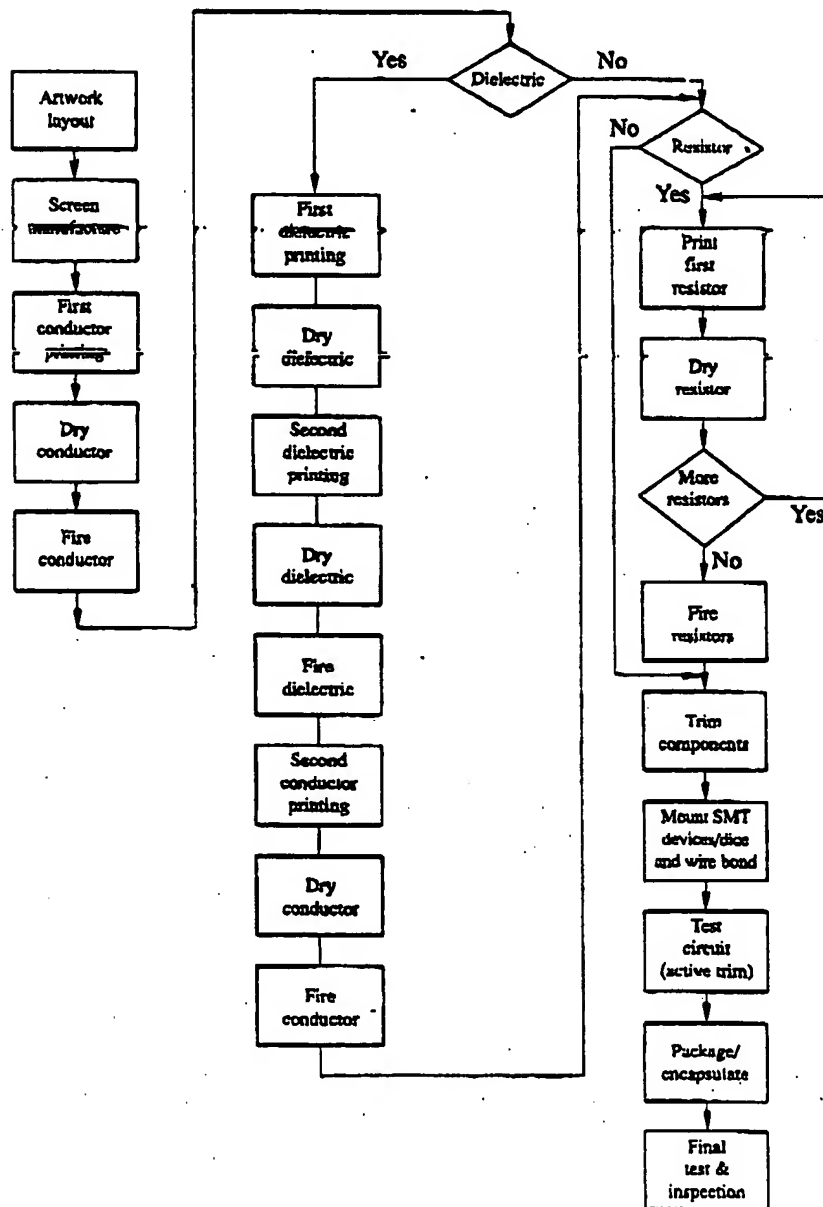 Artwork
layout
Screen
manufacture
First
conductor
printing
Dry
conductor
Fire
conductor
Dielectric
Yes
No
First
dielectric
printing
Dry
dielectric
Second
dielectric
printing
Dry
dielectric
Fire
dielectric
Second
conductor
printing
Dry
conductor
Fire
conductor
Resistor
No
Yes
Print
first
resistor
Dry
resistor
More
resistors
Yes
No
Fire
resistors
Trim
components
Mount SMT
devices/dice
and wire bond
Test
circuit
(active trim)
Package/
encapsulate
Final
test &
inspection